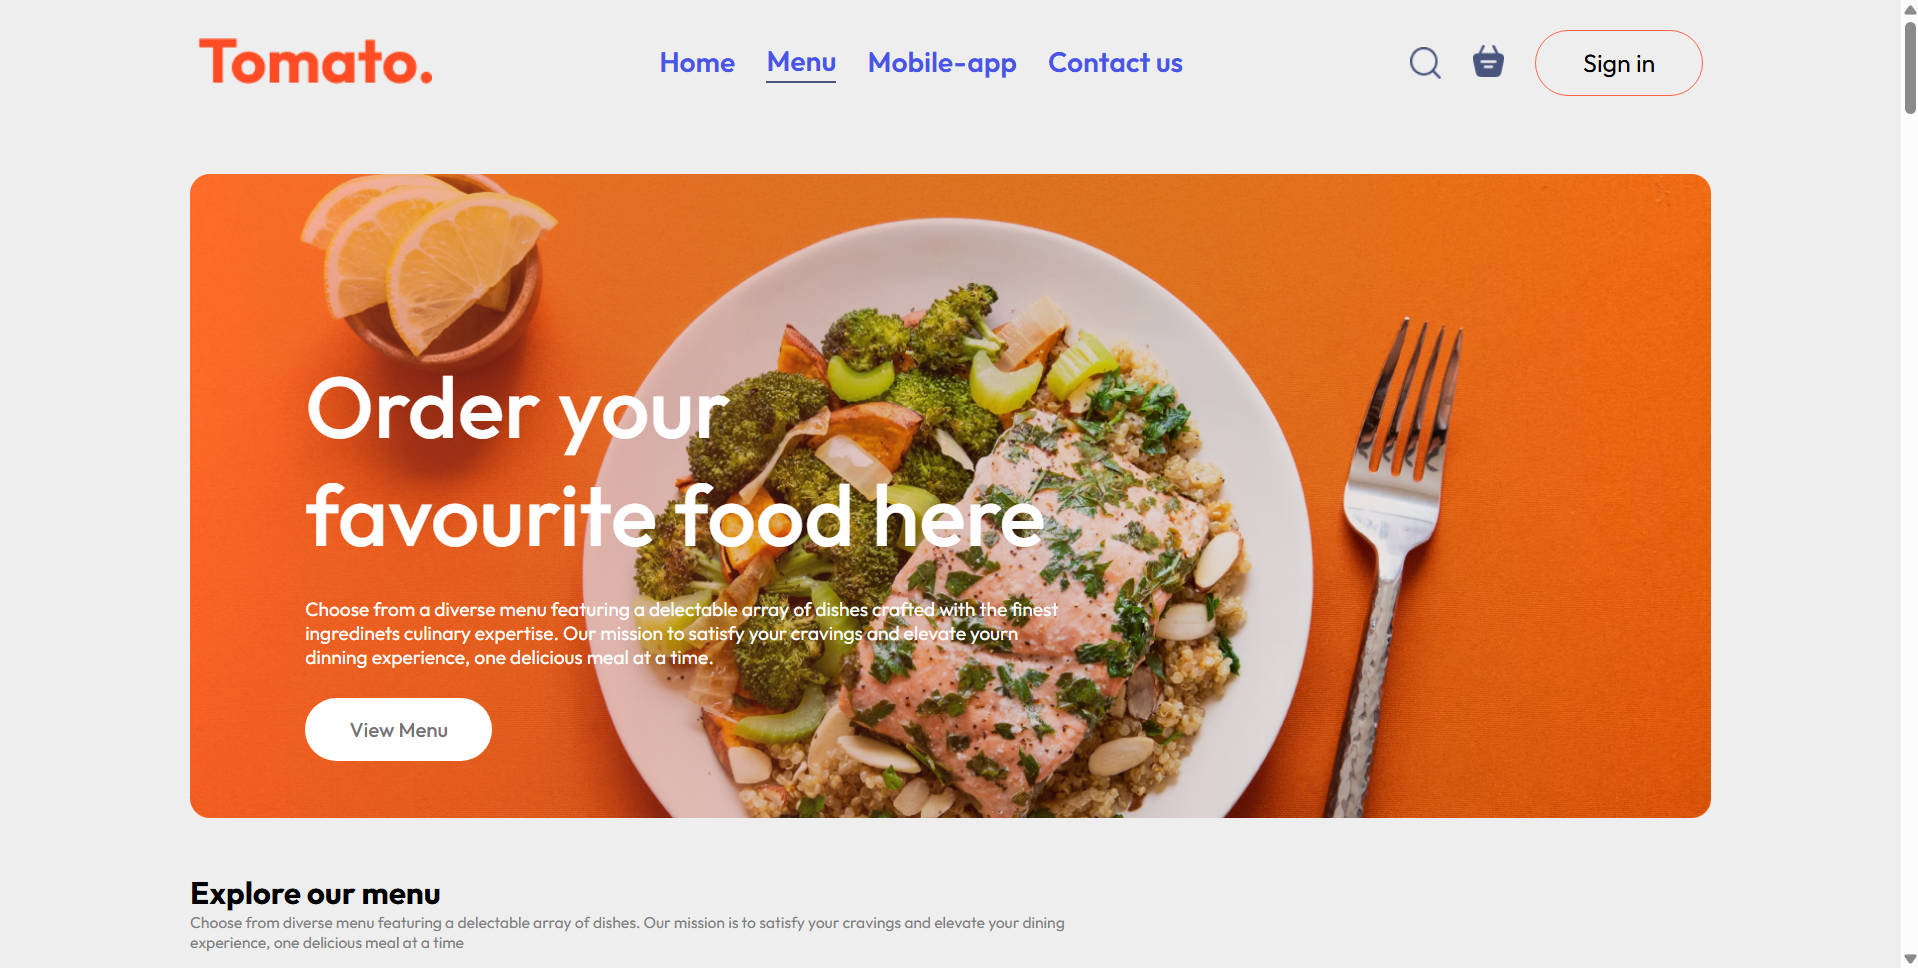 Tomato.
Home Menu Mobile-app Contact us
Sign in
Order your
favourite food here
Choose from a diverse menu featuring a delectable array of dishes crafted with the finest
ingredinets culinary expertise. Our mission to satisfy your cravings and elevate yourn
dinning experience, one delicious meal at a time.
View Menu
Explore our menu
Choose from diverse menu featuring a delectable array of dishes. Our mission is to satisfy your cravings and elevate your dining
experience, one delicious meal at a time